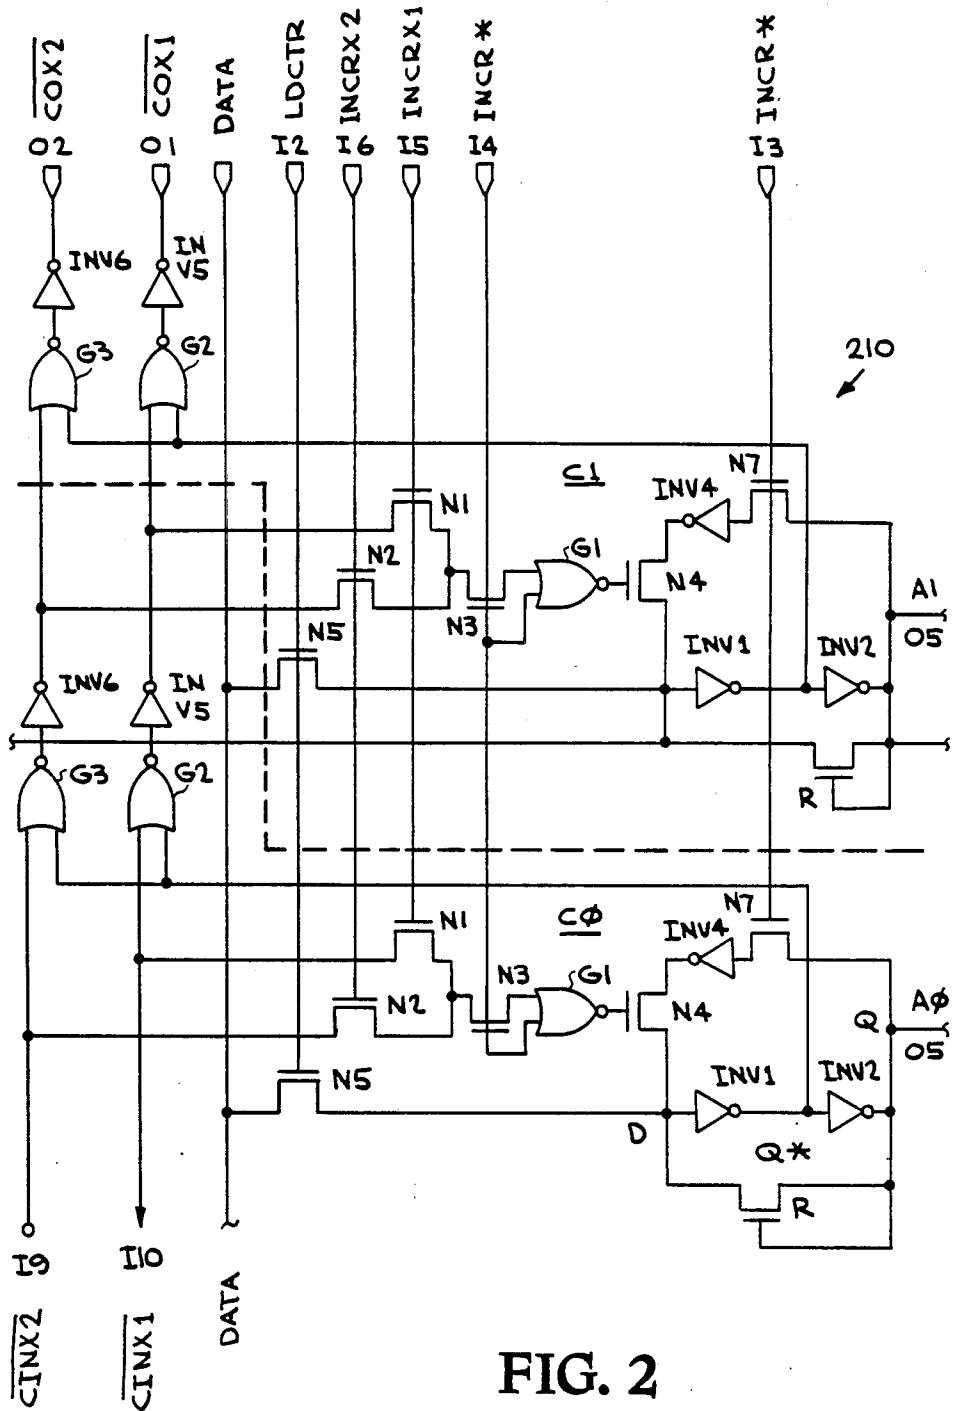 COX2
COX1
DATA
LDCTR
INCRX2
INCRX1
INCR*
INCR*
O2
O1
I2
I6
I5
I4
I3
INV6
IN
V5
G3
G2
210
C1
N1
N2
N3
N5
G1
INV4
N7
N4
A1
O5
INV1
INV2
INV6
IN
V5
G3
G2
R
CØ
N1
N2
N3
N5
G1
INV4
N7
N4
Q
AØ
O5
INV1
INV2
D
Q*
R
I9
I10
CINX2
CINX1
DATA
FIG. 2